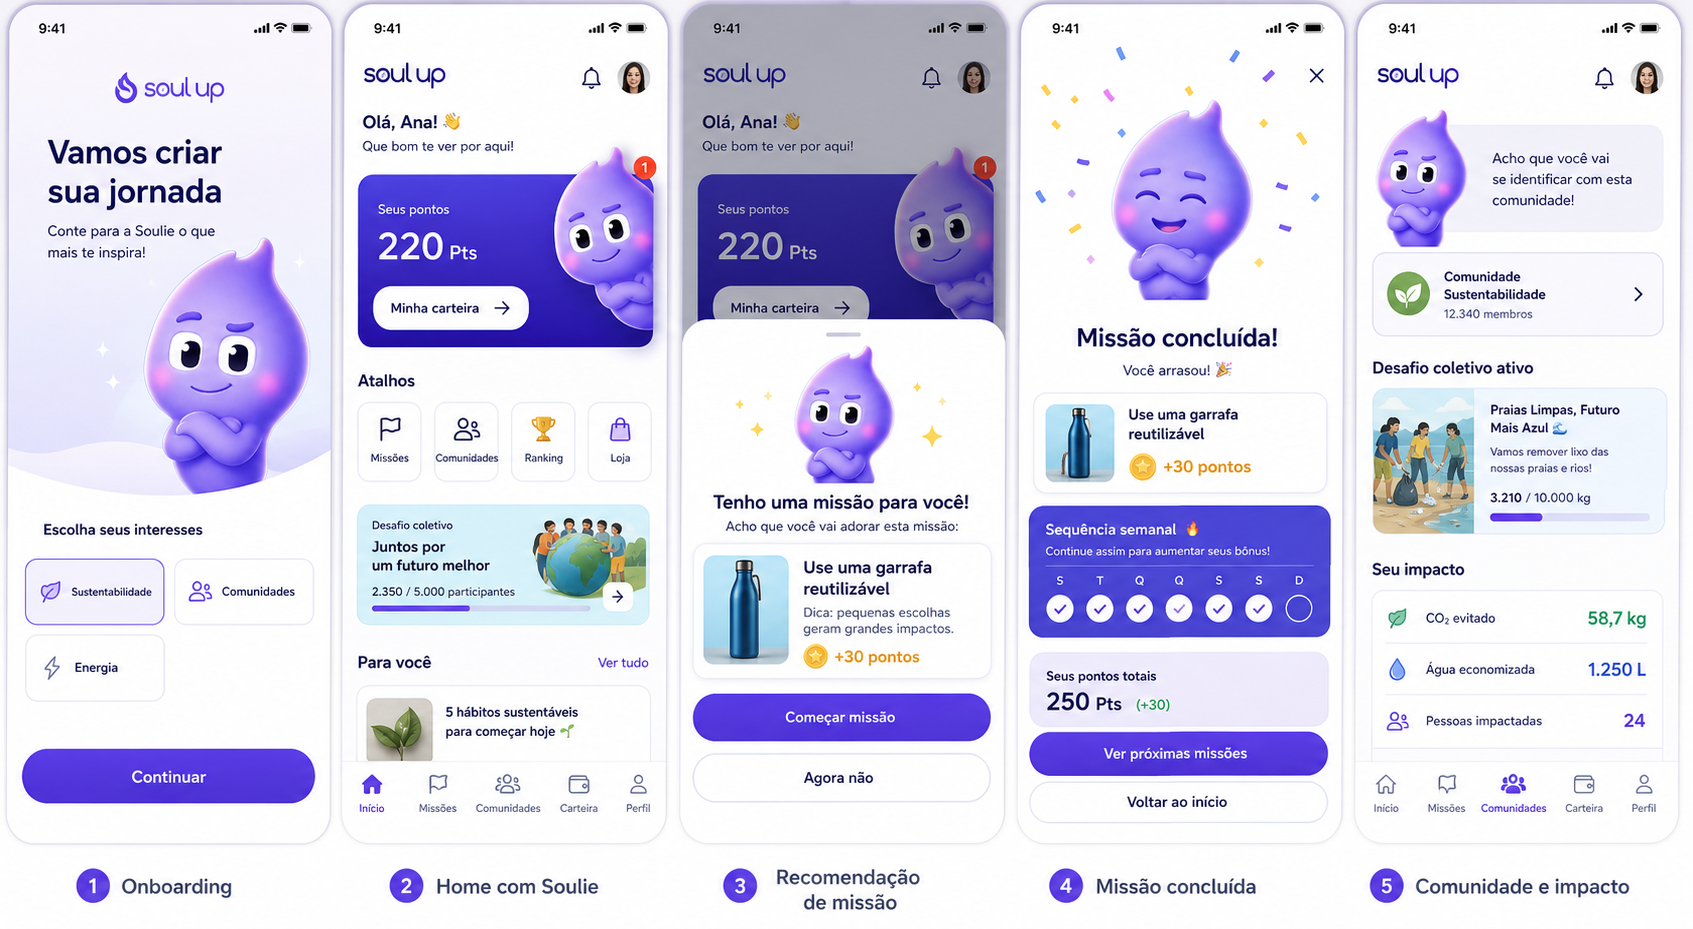 9:41
soul up
Vamos criar
sua jornada
Conte para a Soulie o que
mais te inspira!
Escolha seus interesses
Sustentabilidade
Comunidades
Energia
Continuar
1 Onboarding
9:41
soul up
Olá, Ana! 👋
Que bom te ver por aqui!
1
Seus pontos
220 Pts
Minha carteira →
Atalhos
Missões
Comunidades
Ranking
Loja
Desafio coletivo
Juntos por
um futuro melhor
2.350 / 5.000 participantes
Para você
Ver tudo
5 hábitos sustentáveis
para começar hoje 🌱
Início
Missões
Comunidades
Carteira
Perfil
2 Home com Soulie
9:41
soul up
Olá, Ana! 👋
Que bom te ver por aqui!
1
Seus pontos
220 Pts
Minha carteira →
Tenho uma missão para você!
Acho que você vai adorar esta missão:
Use uma garrafa
reutilizável
Dica: pequenas escolhas
geram grandes impactos.
+30 pontos
Começar missão
Agora não
3 Recomendação
de missão
9:41
Missão concluída!
Você arrasou! 🎉
Use uma garrafa
reutilizável
+30 pontos
Sequência semanal 🔥
Continue assim para aumentar seus bônus!
S T Q Q S S D
Seus pontos totais
250 Pts (+30)
Ver próximas missões
Voltar ao início
4 Missão concluída
9:41
soul up
Acho que você vai
se identificar com esta
comunidade!
Comunidade
Sustentabilidade
12.340 membros
Desafio coletivo ativo
Praias Limpas, Futuro
Mais Azul 🌊
Vamos remover lixo das
nossas praias e rios!
3.210 / 10.000 kg
Seu impacto
CO₂ evitado
58,7 kg
Água economizada
1.250 L
Pessoas impactadas
24
Início
Missões
Comunidades
Carteira
Perfil
5 Comunidade e impacto